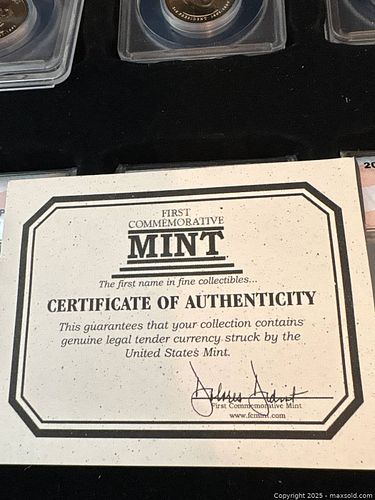 20
FIRST
COMMEMORATIVE
MINT
The first name in fine collectibles...
CERTIFICATE OF AUTHENTICITY
This guarantees that your collection contains
genuine legal tender currency struck by the
United States Mint.
First Commemorative Mint
www.fcmint.com
Copyright 2025 - maxsold.com